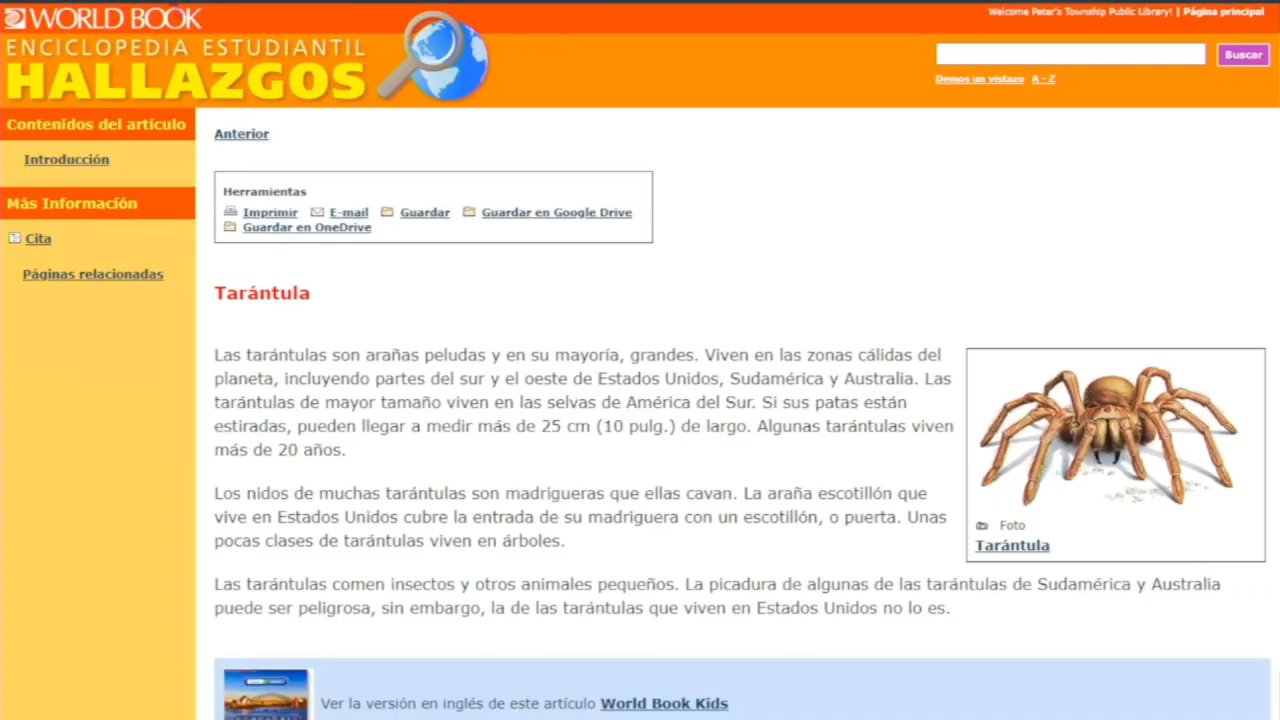 WORLD BOOK
Welcome Peter's Township Public Library! | Página principal
ENCICLOPEDIA ESTUDIANTIL
HALLAZGOS
Buscar
Demos un vistazo A - Z
Contenidos del artículo
Introducción
Más Información
Cita
Páginas relacionadas
Anterior
Herramientas
Imprimir E-mail Guardar Guardar en Google Drive
Guardar en OneDrive
Tarántula
Las tarántulas son arañas peludas y en su mayoría, grandes. Viven en las zonas cálidas del
planeta, incluyendo partes del sur y el oeste de Estados Unidos, Sudamérica y Australia. Las
tarántulas de mayor tamaño viven en las selvas de América del Sur. Si sus patas están
estiradas, pueden llegar a medir más de 25 cm (10 pulg.) de largo. Algunas tarántulas viven
más de 20 años.
Los nidos de muchas tarántulas son madrigueras que ellas cavan. La araña escotillón que
vive en Estados Unidos cubre la entrada de su madriguera con un escotillón, o puerta. Unas
pocas clases de tarántulas viven en árboles.
Foto
Tarántula
Las tarántulas comen insectos y otros animales pequeños. La picadura de algunas de las tarántulas de Sudamérica y Australia
puede ser peligrosa, sin embargo, la de las tarántulas que viven en Estados Unidos no lo es.
Ver la versión en inglés de este artículo World Book Kids